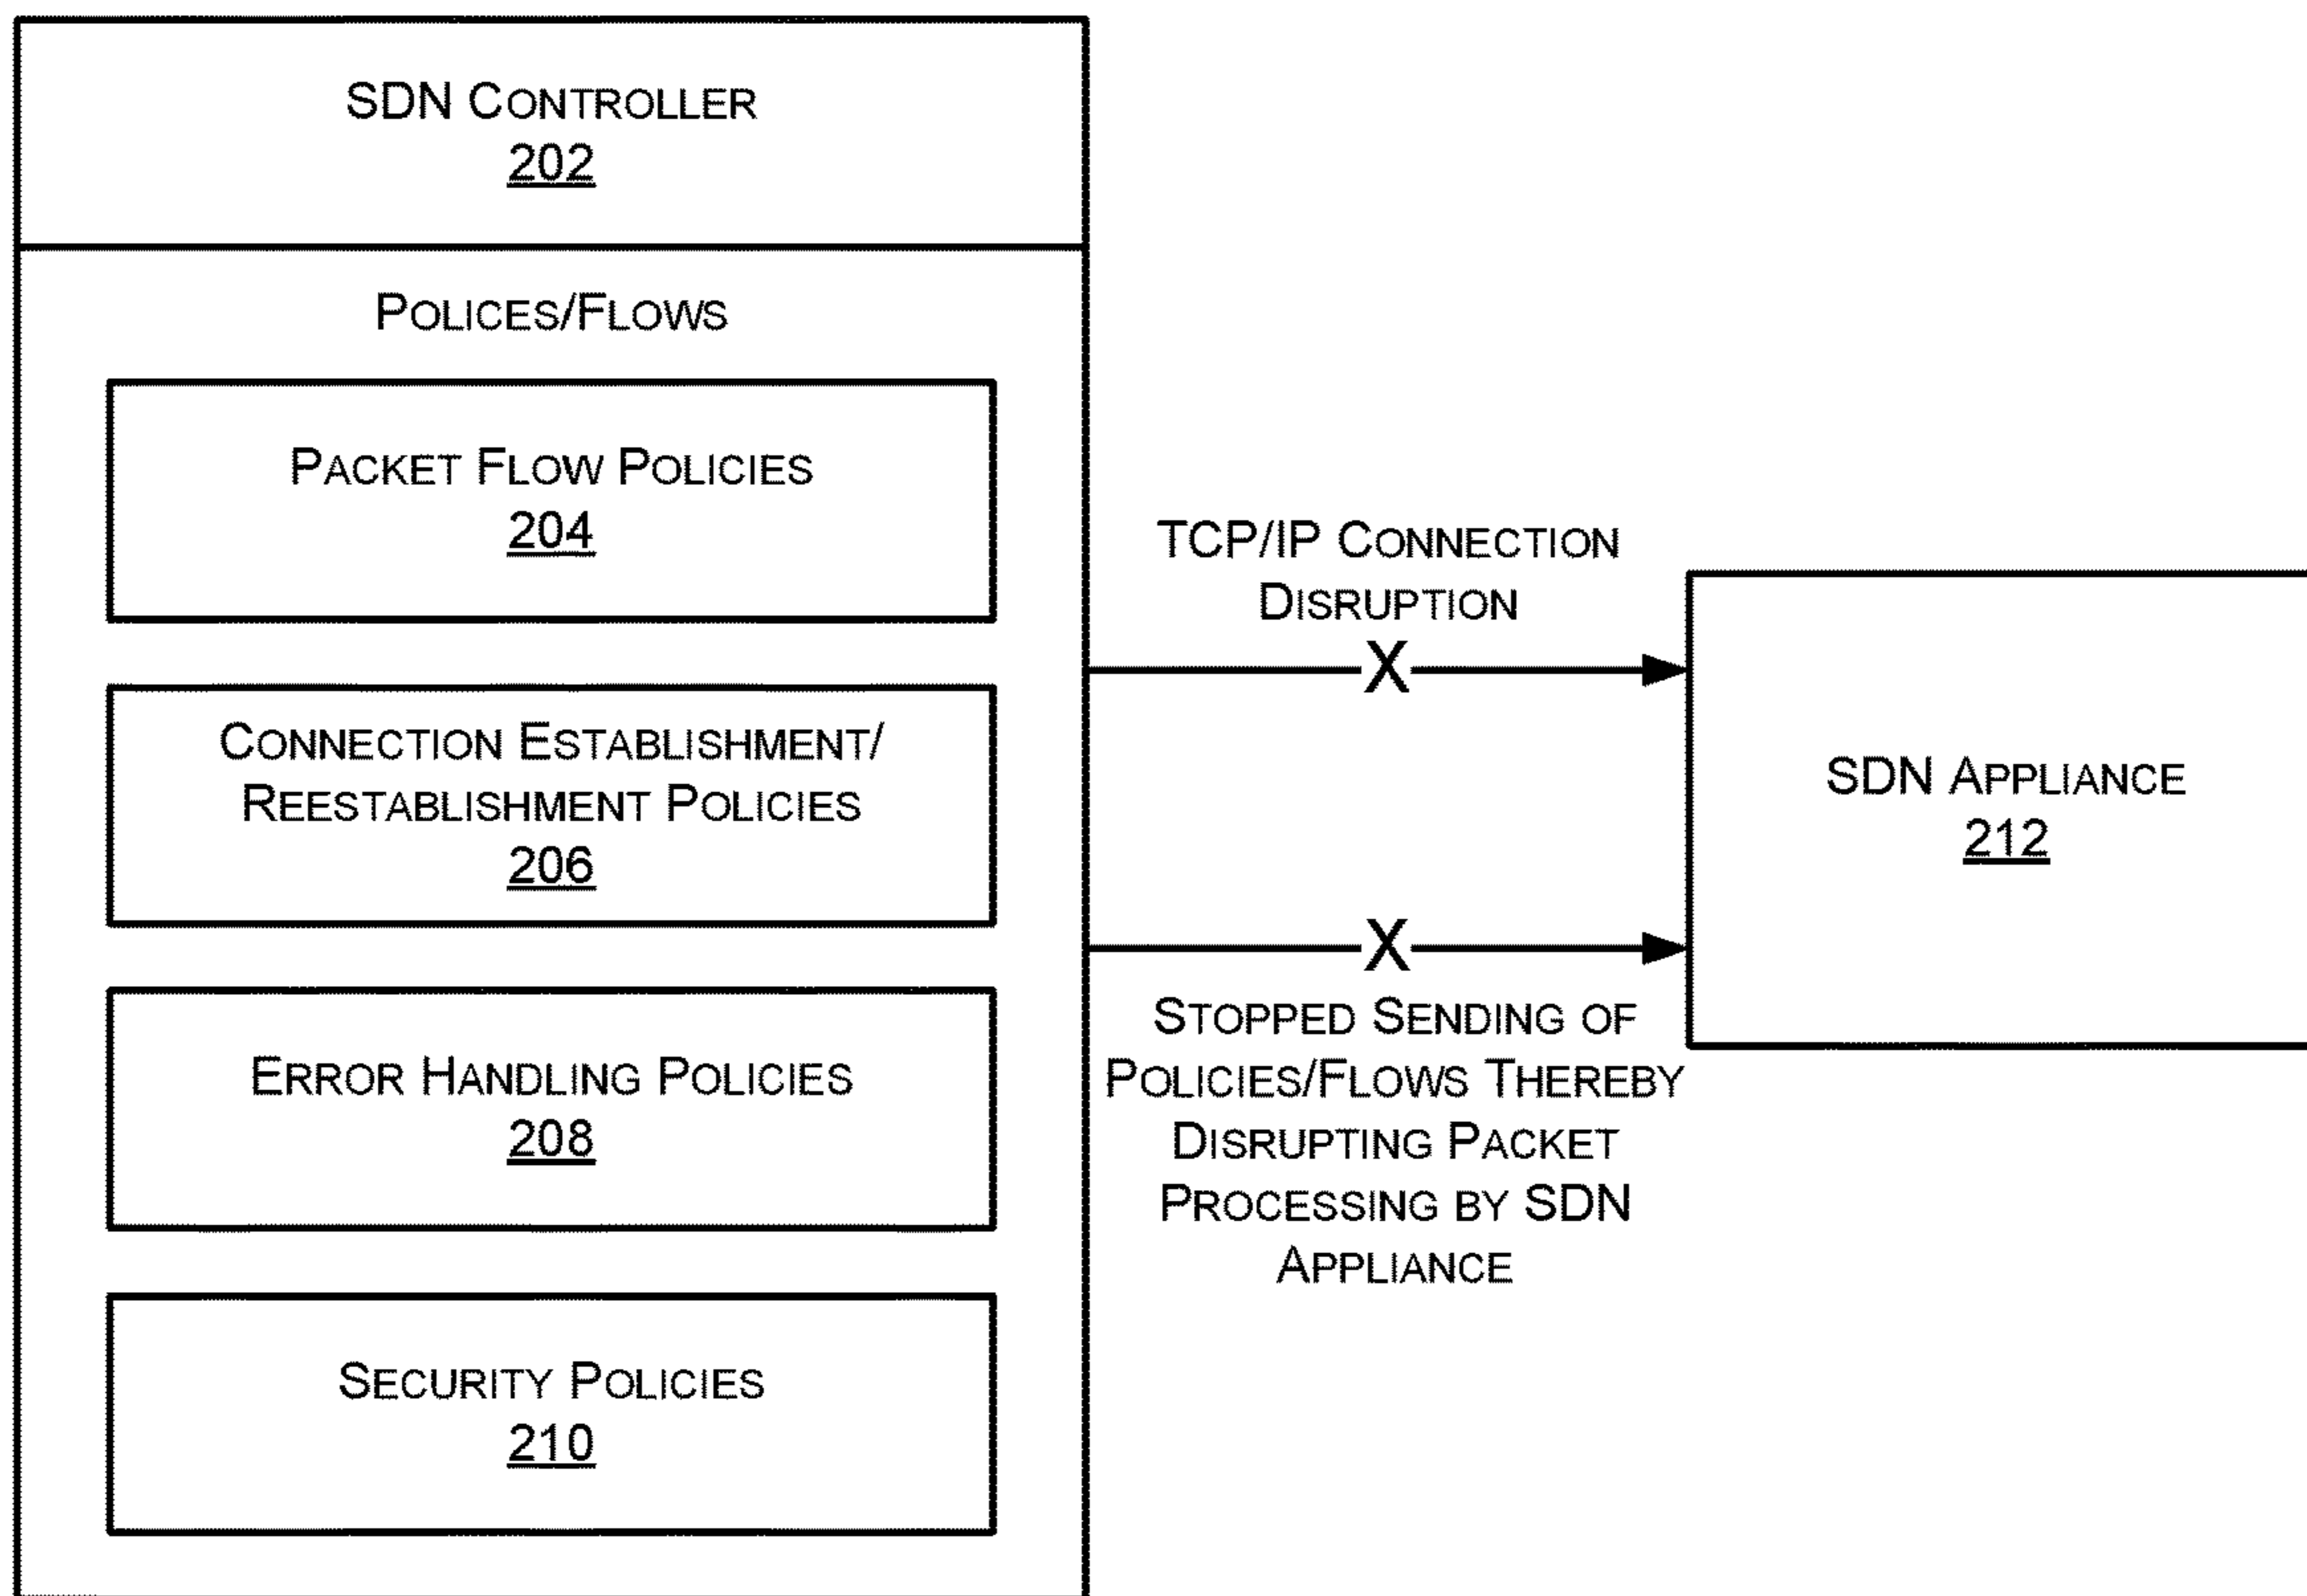 SDN CONTROLLER
202
POLICES/FLOWS
PACKET FLOW POLICIES
204
CONNECTION ESTABLISHMENT/
REESTABLISHMENT POLICIES
206
ERROR HANDLING POLICIES
208
SECURITY POLICIES
210
TCP/IP CONNECTION
DISRUPTION
X
X
STOPPED SENDING OF
POLICIES/FLOWS THEREBY
DISRUPTING PACKET
PROCESSING BY SDN
APPLIANCE
SDN APPLIANCE
212